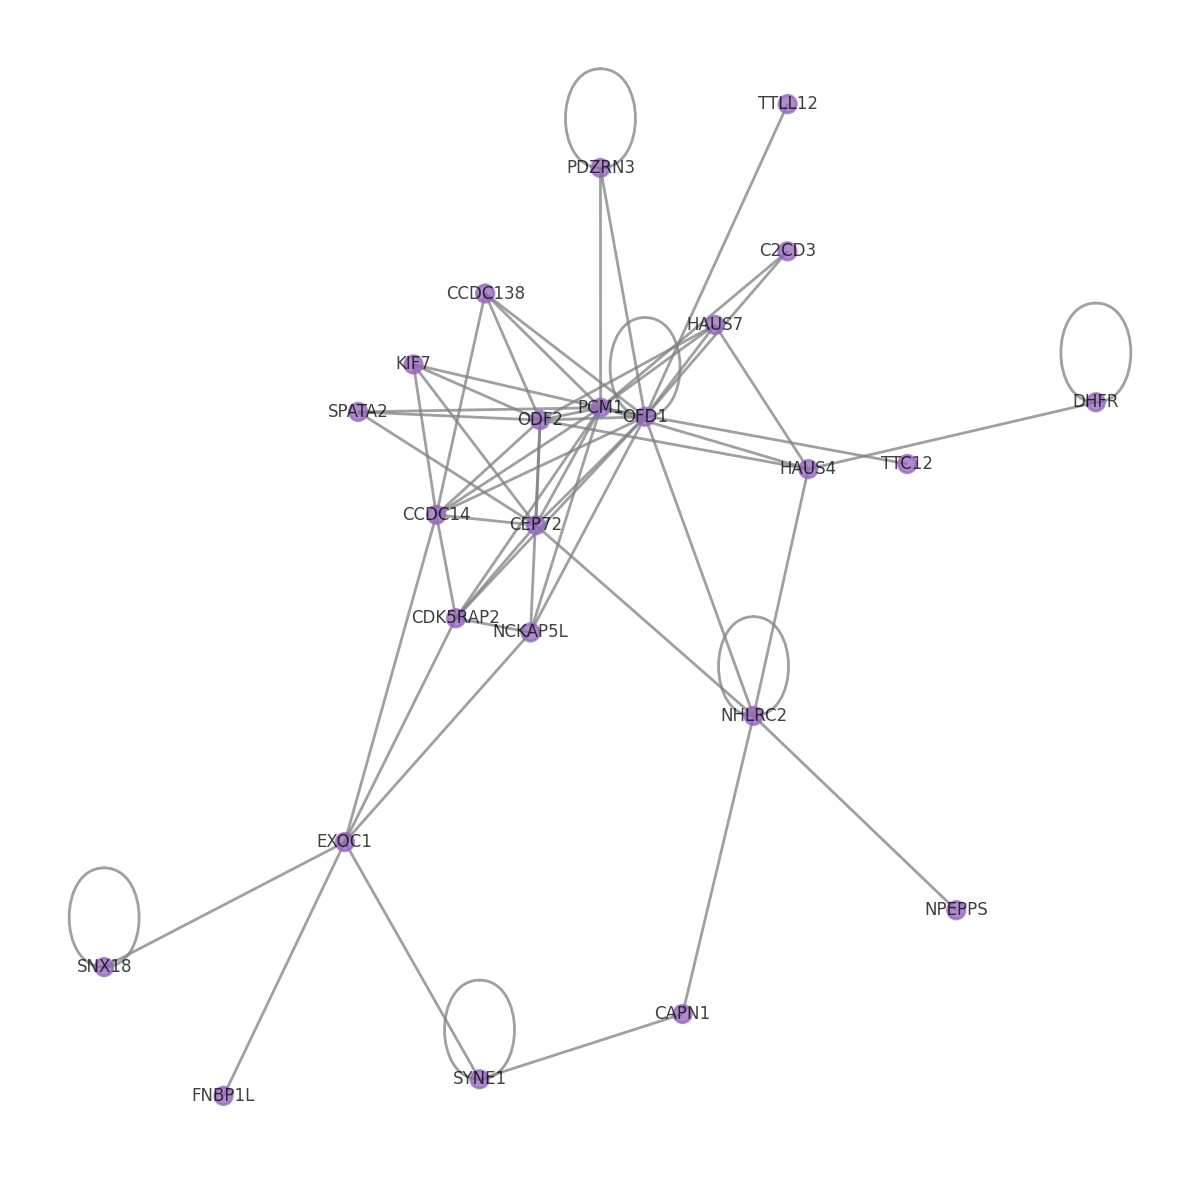 TTLL12
PDZRN3
C2CD3
CCDC138
HAUS7
KIF7
DHFR
SPATA2
PCM1
OFD1
ODF2
TTC12
HAUS4
CCDC14
CEP72
CDK5RAP2
NCKAP5L
NHLRC2
EXOC1
NPEPPS
SNX18
CAPN1
SYNE1
FNBP1L